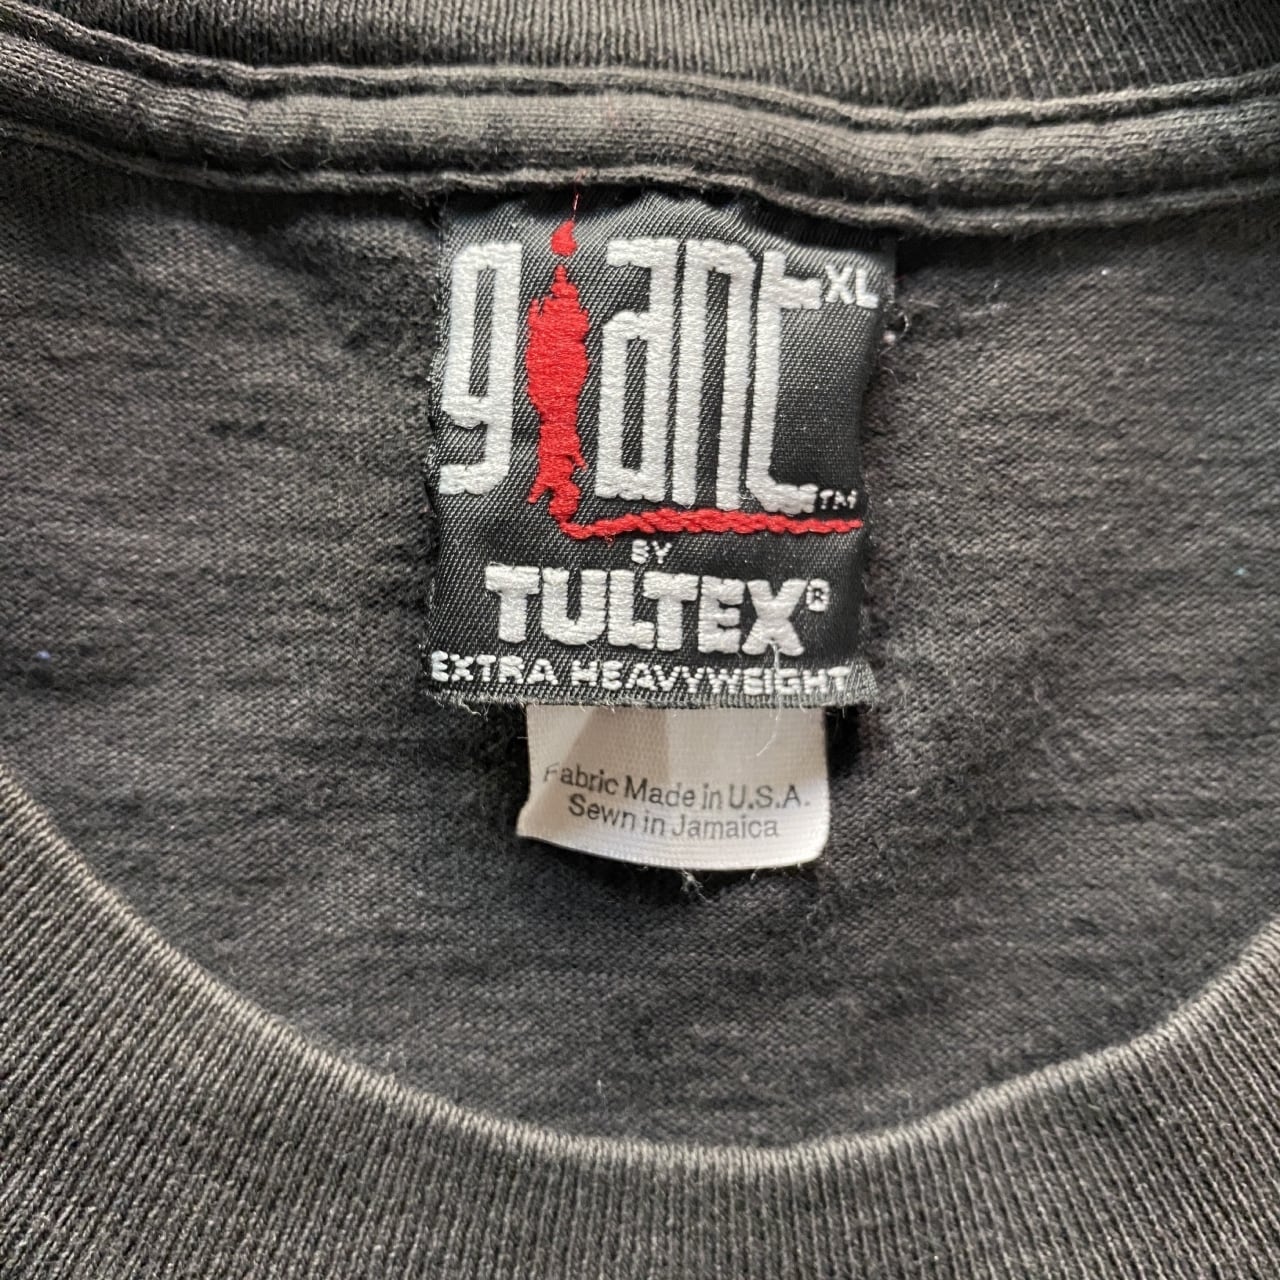 giant XL
™
BY
TULTEX®
EXTRA HEAVYWEIGHT
Fabric Made in U.S.A.
Sewn in Jamaica